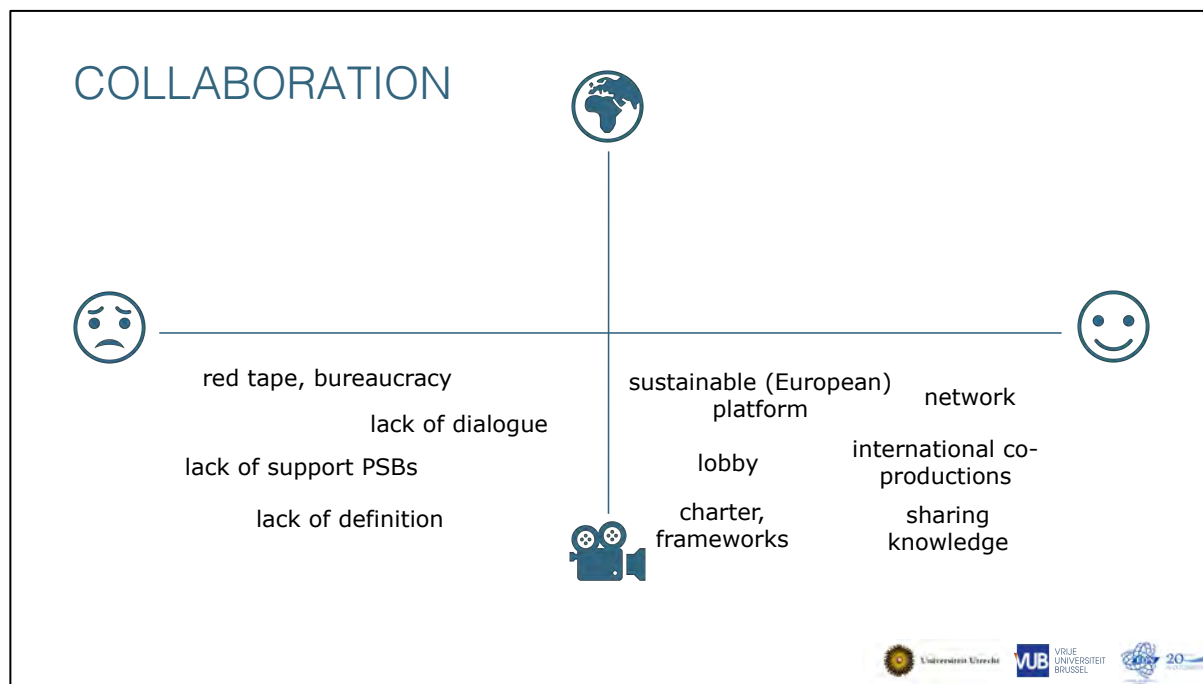 COLLABORATION
red tape, bureaucracy
lack of dialogue
lack of support PSBs
lack of definition
sustainable (European)
platform
network
lobby
international co-
productions
charter,
frameworks
sharing
knowledge
Universiteit Utrecht
VUB
VRIJE
UNIVERSITEIT
BRUSSEL
20